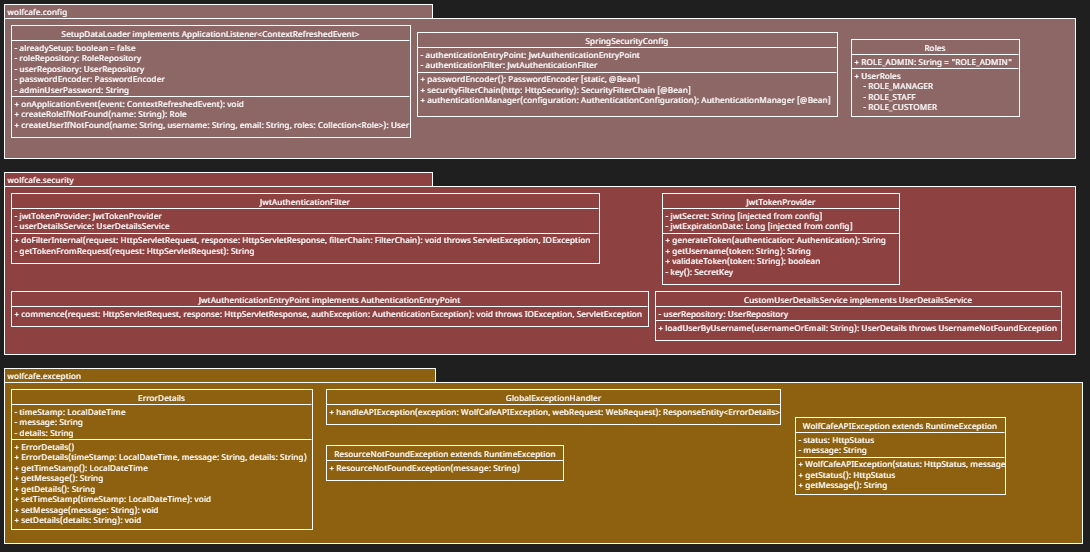 wolfcafe.config
SetupDataLoader implements ApplicationListener<ContextRefreshedEvent>
- alreadySetup: boolean = false
- roleRepository: RoleRepository
- userRepository: UserRepository
- passwordEncoder: PasswordEncoder
- adminUserPassword: String
+ onApplicationEvent(event: ContextRefreshedEvent): void
+ createRoleIfNotFound(name: String): Role
+ createUserIfNotFound(name: String, username: String, email: String, roles: Collection<Role>): User
SpringSecurityConfig
- authenticationEntryPoint: JwtAuthenticationEntryPoint
- authenticationFilter: JwtAuthenticationFilter
+ passwordEncoder(): PasswordEncoder [static, @Bean]
+ securityFilterChain(http: HttpSecurity): SecurityFilterChain [@Bean]
+ authenticationManager(configuration: AuthenticationConfiguration): AuthenticationManager [@Bean]
Roles
+ ROLE_ADMIN: String = "ROLE_ADMIN"
+ UserRoles
- ROLE_MANAGER
- ROLE_STAFF
- ROLE_CUSTOMER
wolfcafe.security
JwtAuthenticationFilter
- jwtTokenProvider: JwtTokenProvider
- userDetailsService: UserDetailsService
+ doFilterInternal(request: HttpServletRequest, response: HttpServletResponse, filterChain: FilterChain): void throws ServletException, IOException
- getTokenFromRequest(request: HttpServletRequest): String
JwtTokenProvider
- jwtSecret: String [injected from config]
- jwtExpirationDate: Long [injected from config]
+ generateToken(authentication: Authentication): String
+ getUsername(token: String): String
+ validateToken(token: String): boolean
- key(): SecretKey
JwtAuthenticationEntryPoint implements AuthenticationEntryPoint
+ commence(request: HttpServletRequest, response: HttpServletResponse, authException: AuthenticationException): void throws IOException, ServletException
CustomUserDetailsService implements UserDetailsService
- userRepository: UserRepository
+ loadUserByUsername(usernameOrEmail: String): UserDetails throws UsernameNotFoundException
wolfcafe.exception
ErrorDetails
- timeStamp: LocalDateTime
- message: String
- details: String
+ ErrorDetails()
+ ErrorDetails(timeStamp: LocalDateTime, message: String, details: String)
+ getTimeStamp(): LocalDateTime
+ getMessage(): String
+ getDetails(): String
+ setTimeStamp(timeStamp: LocalDateTime): void
+ setMessage(message: String): void
+ setDetails(details: String): void
GlobalExceptionHandler
+ handleAPIException(exception: WolfCafeAPIException, webRequest: WebRequest): ResponseEntity<ErrorDetails>
ResourceNotFoundException extends RuntimeException
+ ResourceNotFoundException(message: String)
WolfCafeAPIException extends RuntimeException
- status: HttpStatus
- message: String
+ WolfCafeAPIException(status: HttpStatus, message
+ getStatus(): HttpStatus
+ getMessage(): String